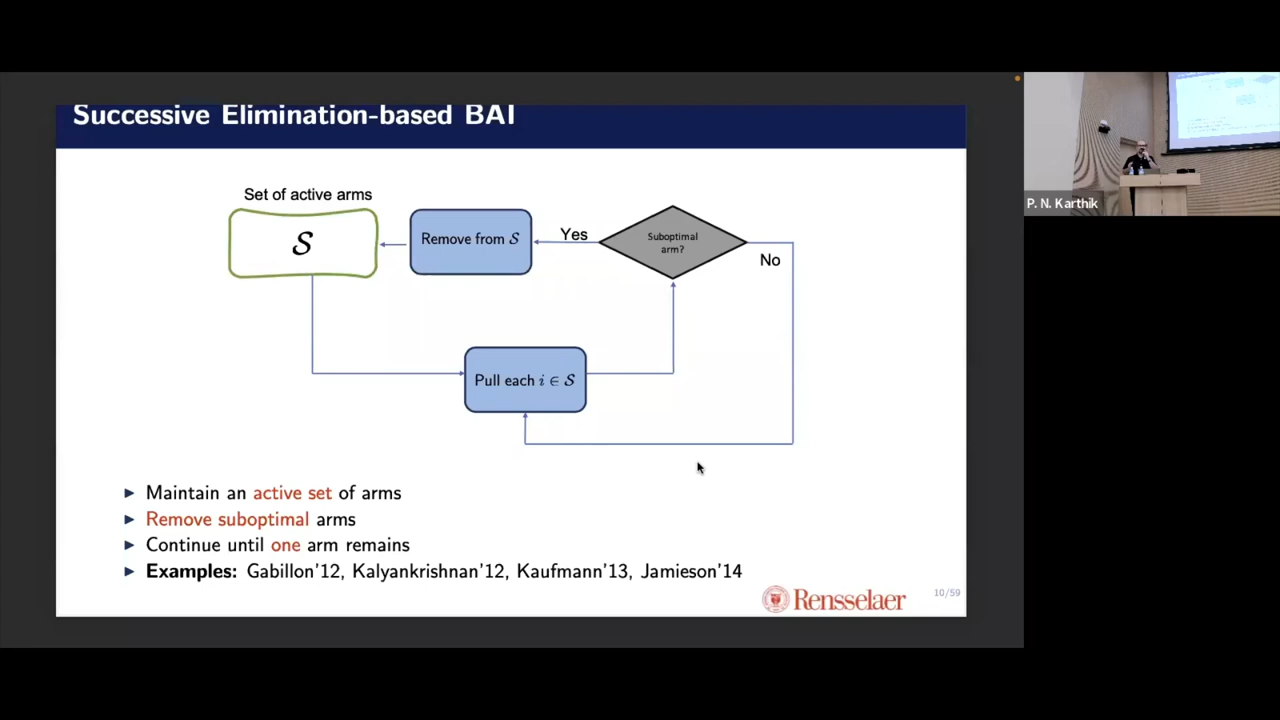 Successive Elimination-based BAI
Set of active arms
𝒮
Remove from 𝒮
Yes
Suboptimal
arm?
No
Pull each i ∈ 𝒮
► Maintain an active set of arms
► Remove suboptimal arms
► Continue until one arm remains
► Examples: Gabillon'12, Kalyankrishnan'12, Kaufmann'13, Jamieson'14
Rensselaer
10/59
P. N. Karthik